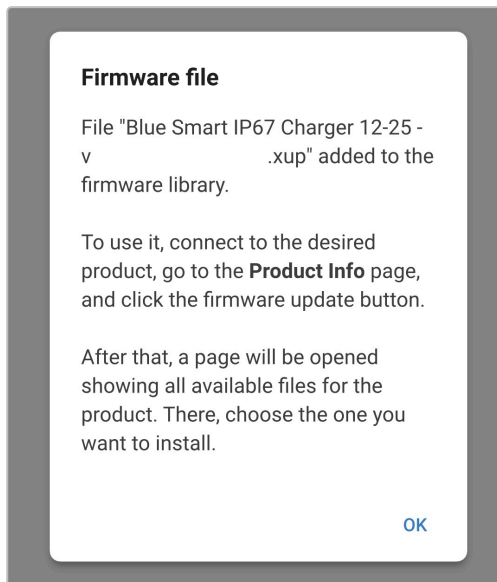 Firmware file
File "Blue Smart IP67 Charger 12-25 -
v .xup" added to the
firmware library.
To use it, connect to the desired
product, go to the Product Info page,
and click the firmware update button.
After that, a page will be opened
showing all available files for the
product. There, choose the one you
want to install.
OK